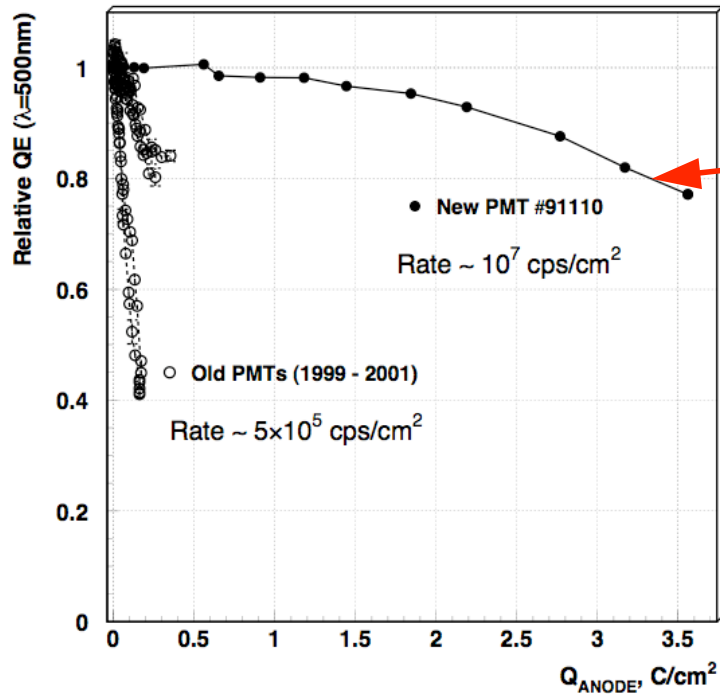 Relative QE (λ=500nm)
1
0.8
0.6
0.4
0.2
0
New PMT #91110
Rate ~ 10⁷ cps/cm²
Old PMTs (1999 - 2001)
Rate ~ 5×10⁵ cps/cm²
0 0.5 1 1.5 2 2.5 3 3.5
Q_ANODE, C/cm²